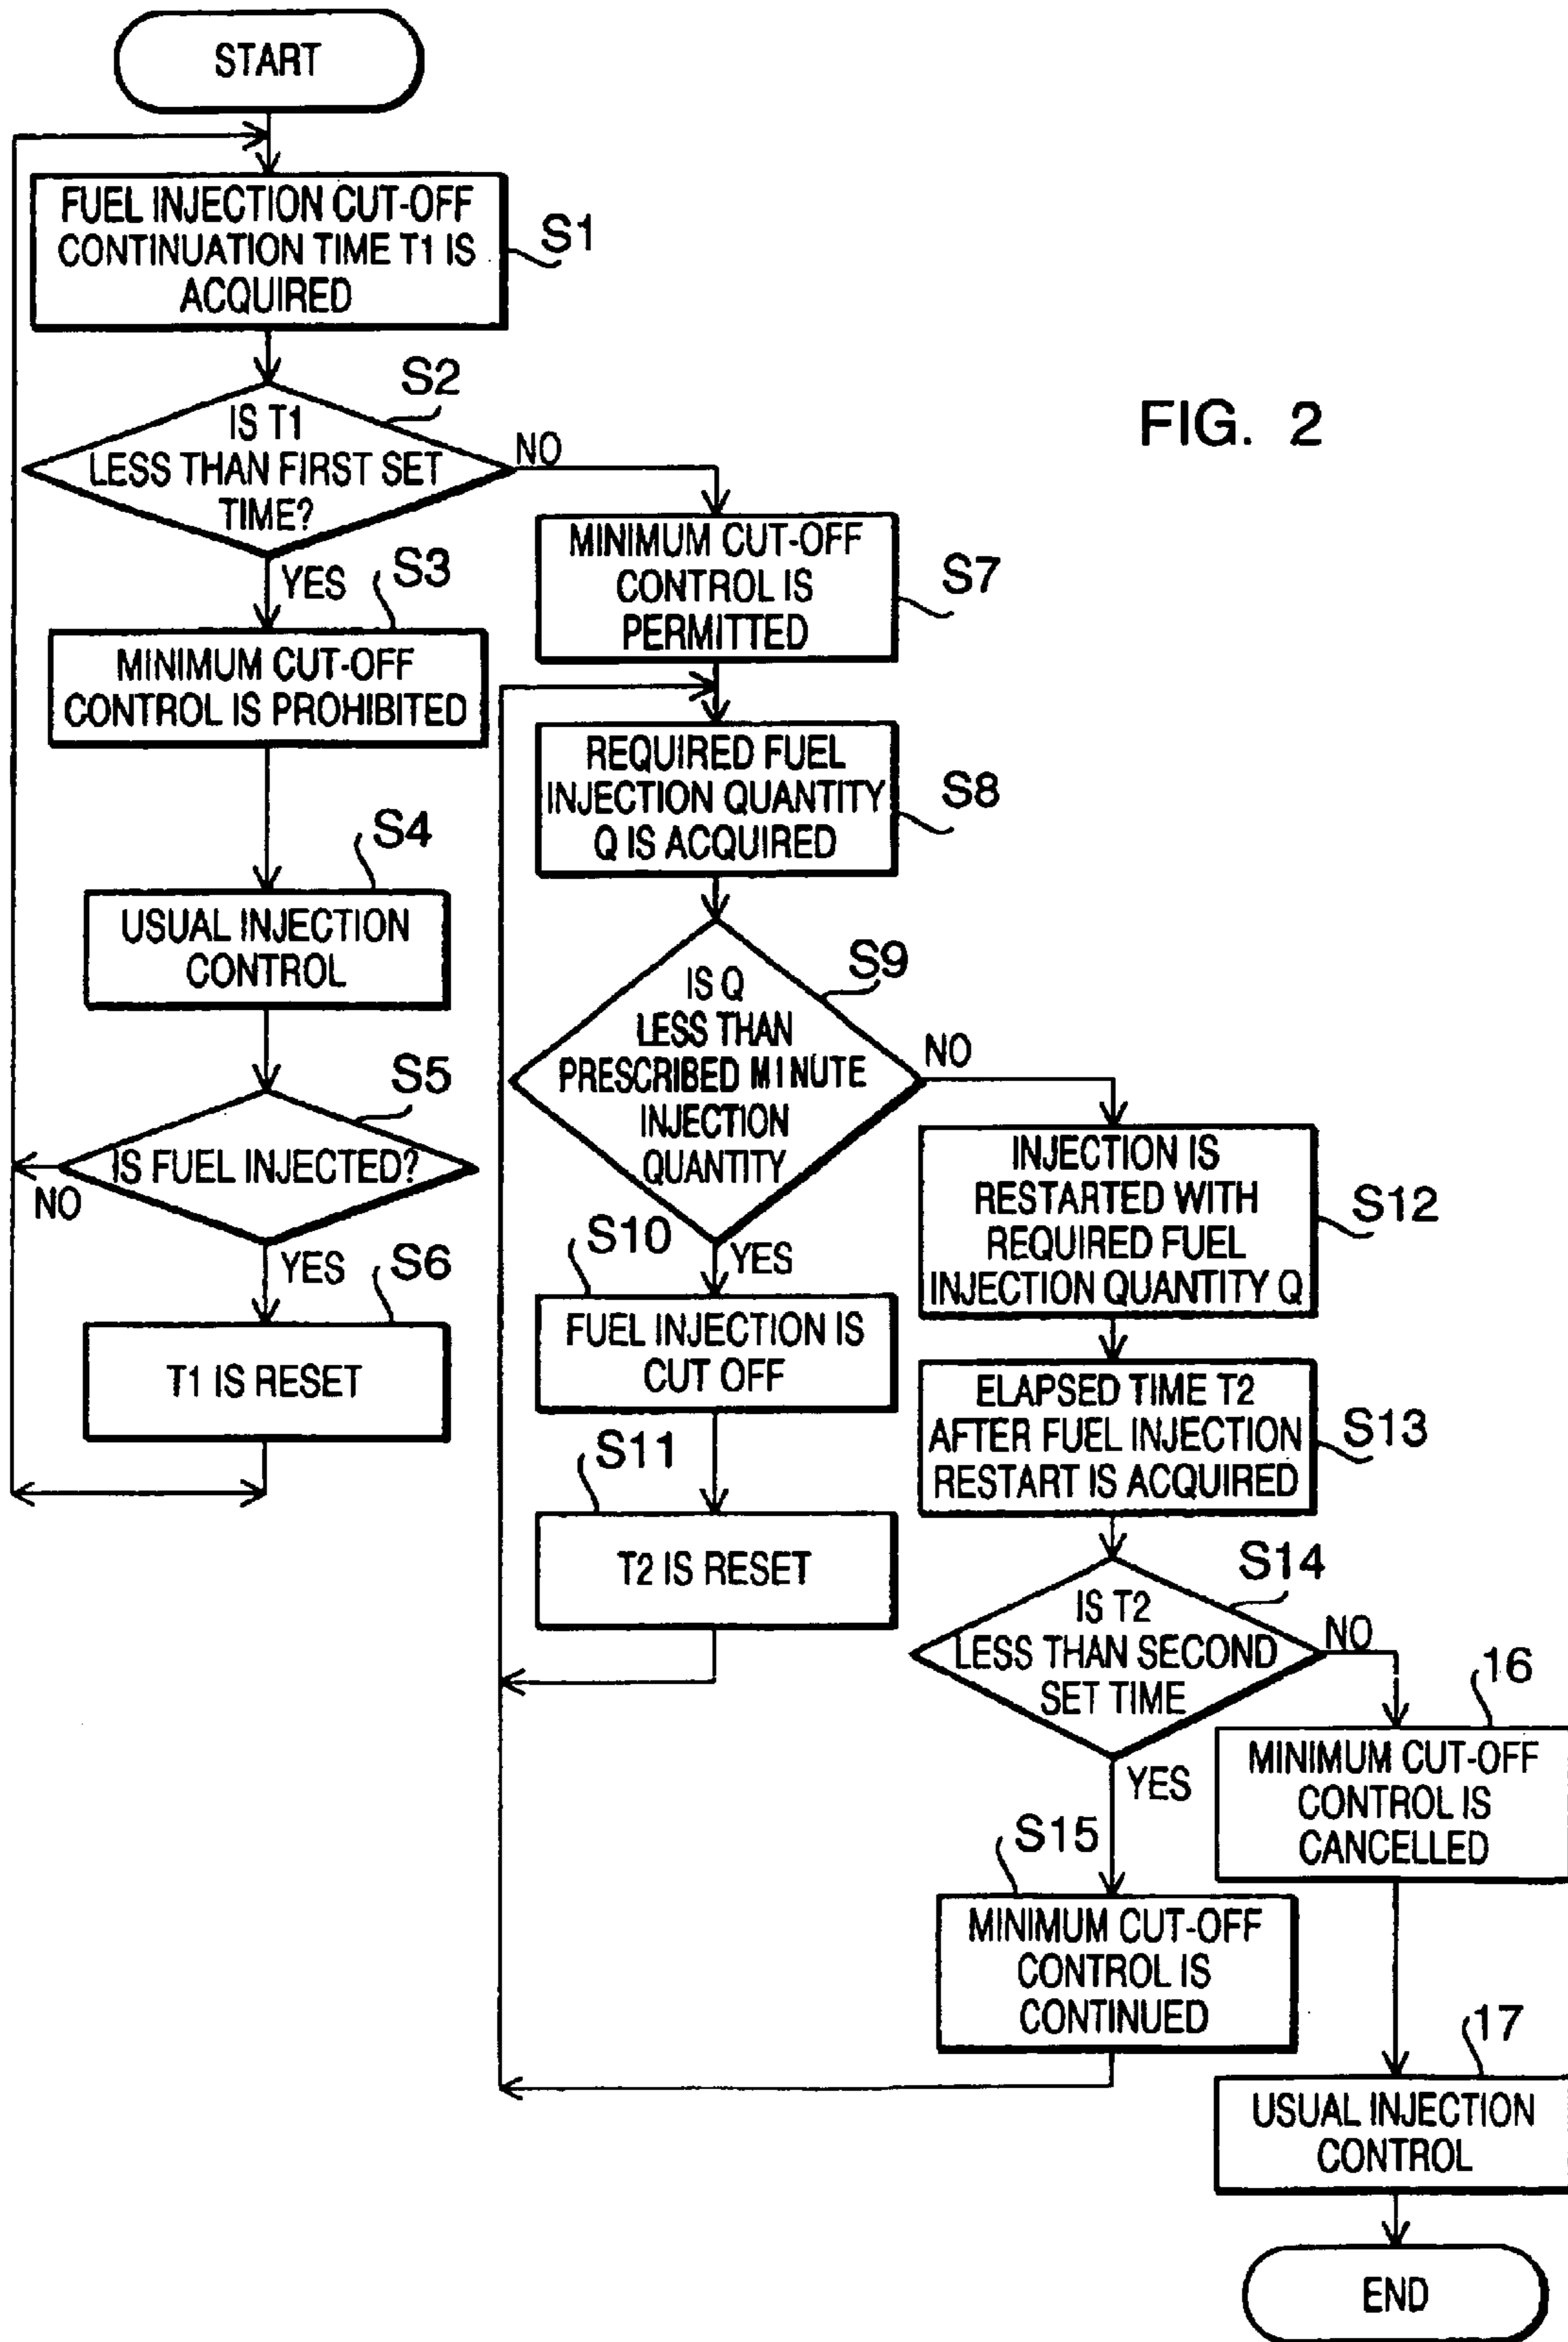 START
FUEL INJECTION CUT-OFF
CONTINUATION TIME T1 IS
ACQUIRED
S1
IS T1
LESS THAN FIRST SET
TIME?
S2
NO
YES
FIG. 2
MINIMUM CUT-OFF
CONTROL IS PROHIBITED
S3
USUAL INJECTION
CONTROL
S4
IS FUEL INJECTED?
S5
NO
YES
T1 IS RESET
S6
MINIMUM CUT-OFF
CONTROL IS
PERMITTED
S7
REQUIRED FUEL
INJECTION QUANTITY
Q IS ACQUIRED
S8
IS Q
LESS THAN
PRESCRIBED MINUTE
INJECTION
QUANTITY
S9
NO
YES
FUEL INJECTION IS
CUT OFF
S10
T2 IS RESET
S11
INJECTION IS
RESTARTED WITH
REQUIRED FUEL
INJECTION QUANTITY Q
S12
ELAPSED TIME T2
AFTER FUEL INJECTION
RESTART IS ACQUIRED
S13
IS T2
LESS THAN SECOND
SET TIME
S14
NO
YES
MINIMUM CUT-OFF
CONTROL IS
CONTINUED
S15
MINIMUM CUT-OFF
CONTROL IS
CANCELLED
16
USUAL INJECTION
CONTROL
17
END